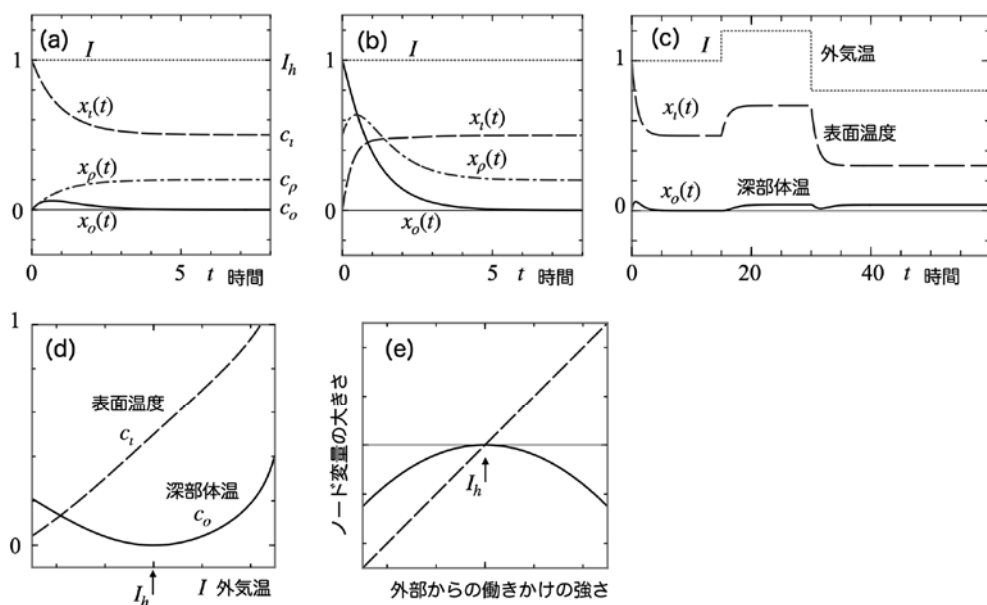 (a)
I
I_h
1
x_ι(t)
c_ι
x_ρ(t)
c_ρ
0
c_o
x_o(t)
0
5
t 時間
(b)
I
1
x_ι(t)
x_ρ(t)
0
x_o(t)
0
5
t 時間
(c)
1
I
外気温
x_ι(t)
表面温度
深部体温
x_o(t)
0
0
20
40
t 時間
1
(d)
表面温度
c_ι
深部体温
c_o
0
I_h
I 外気温
(e)
ノード変量の大きさ
I_h
外部からの働きかけの強さ